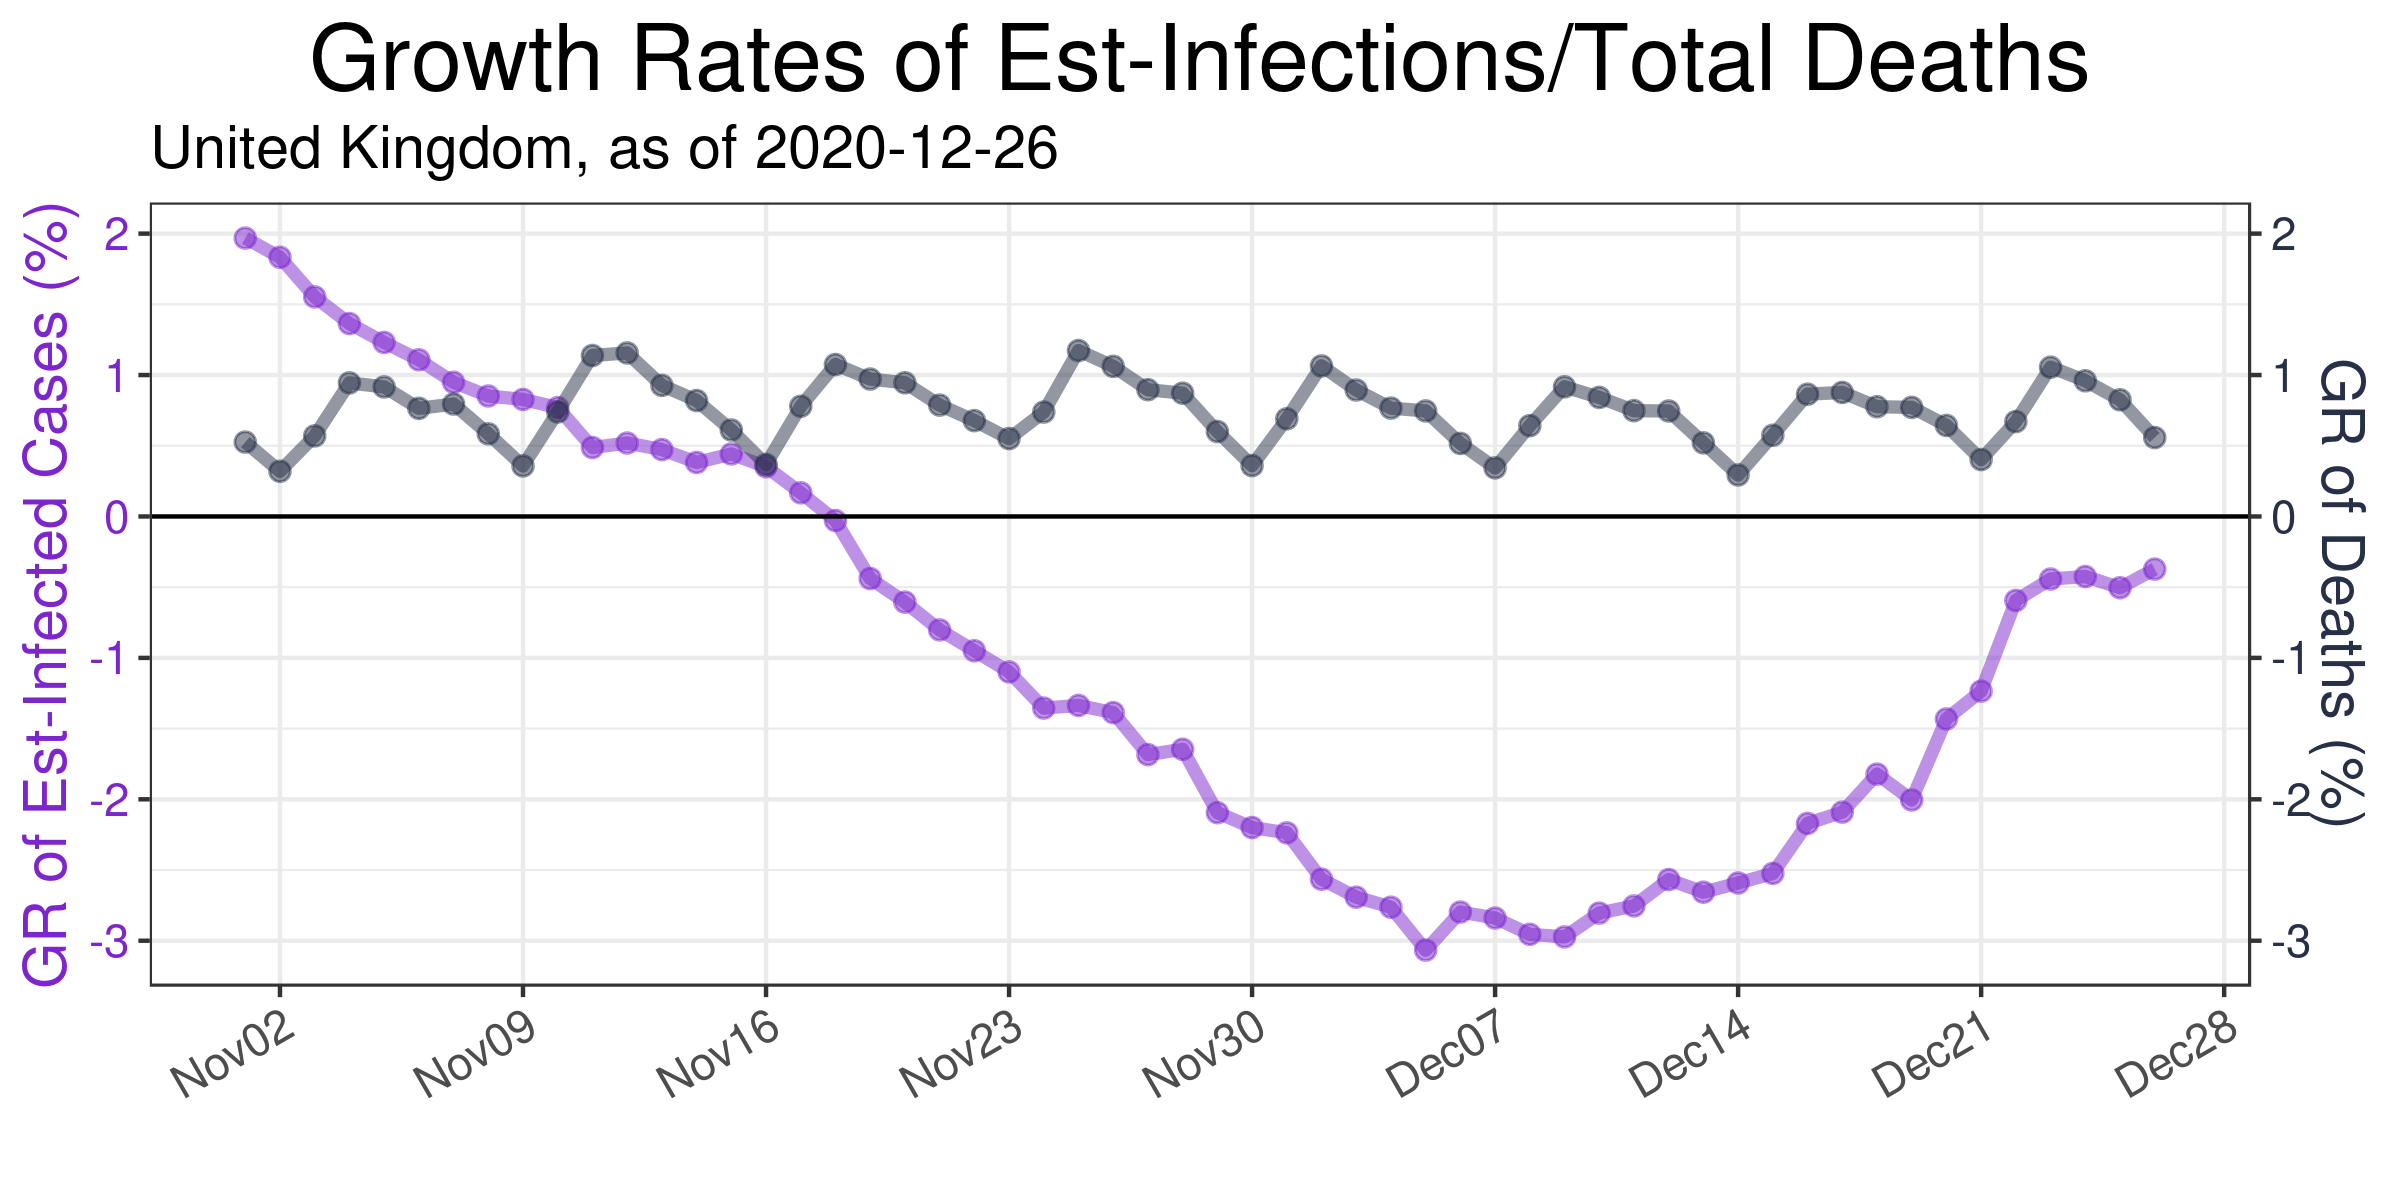 Growth Rates of Est-Infections/Total Deaths
United Kingdom, as of 2020-12-26
GR of Est-Infected Cases (%)
2
1
0
-1
-2
-3
2
1
0
-1
-2
-3
GR of Deaths (%)
Nov02
Nov09
Nov16
Nov23
Nov30
Dec07
Dec14
Dec21
Dec28